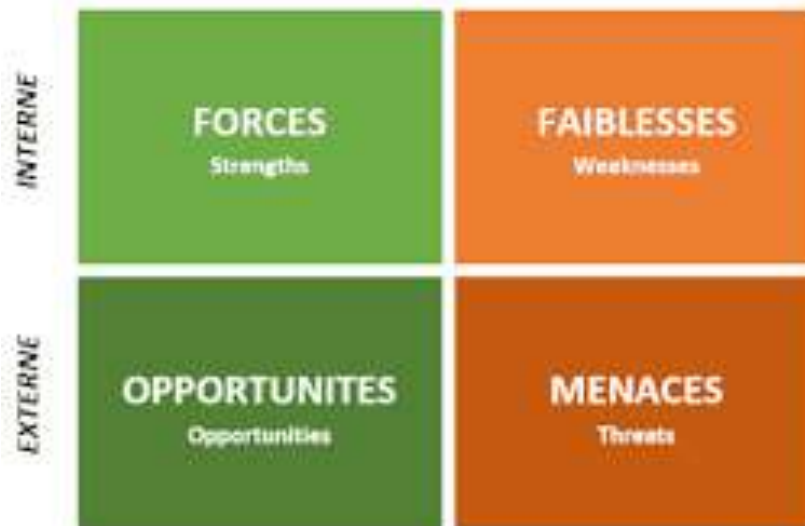 INTERNE
FORCES
Strengths
FAIBLESSES
Weaknesses
EXTERNE
OPPORTUNITES
Opportunities
MENACES
Threats